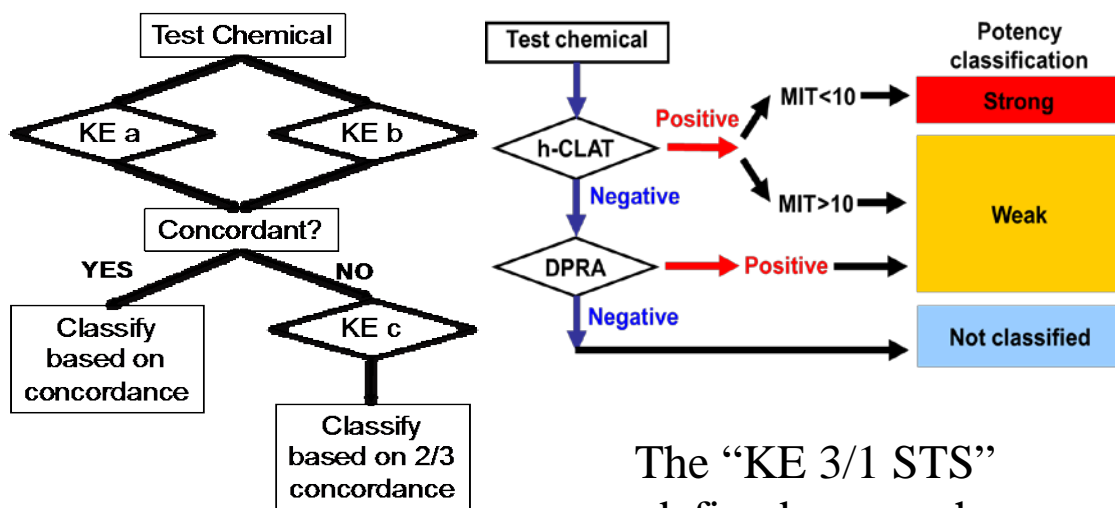 Test Chemical
KE a
KE b
Concordant?
YES
NO
Classify
based on
concordance
KE c
Classify
based on 2/3
concordance
Test chemical
Potency
classification
h-CLAT
Positive
MIT<10
Strong
MIT>10
Weak
Negative
DPRA
Positive
Negative
Not classified
The “KE 3/1 STS”